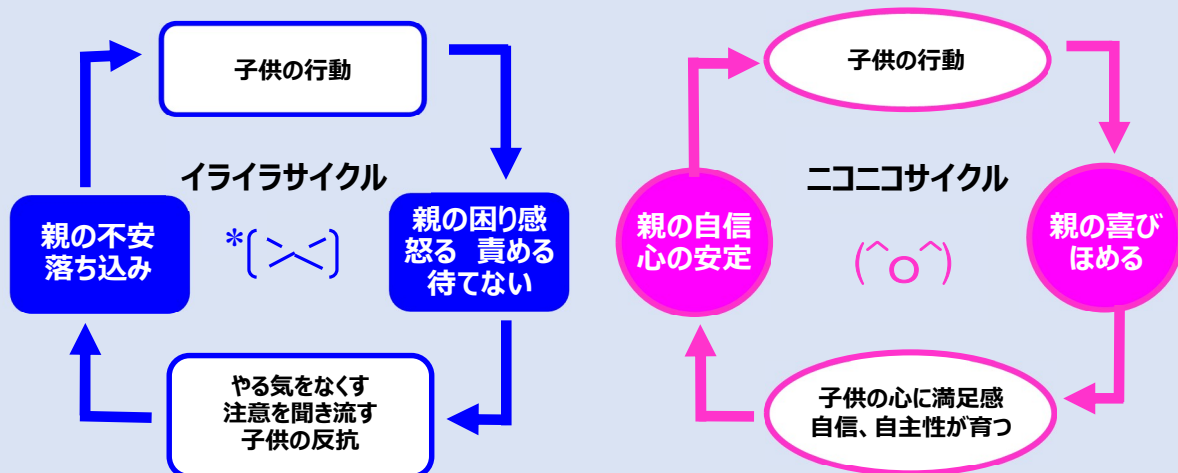 子供の行動
イライラサイクル
親の困り感
怒る 責める
待てない
やる気をなくす
注意を聞き流す
子供の反抗
親の不安
落ち込み
子供の行動
ニコニコサイクル
親の喜び
ほめる
子供の心に満足感
自信、自主性が育つ
親の自信
心の安定